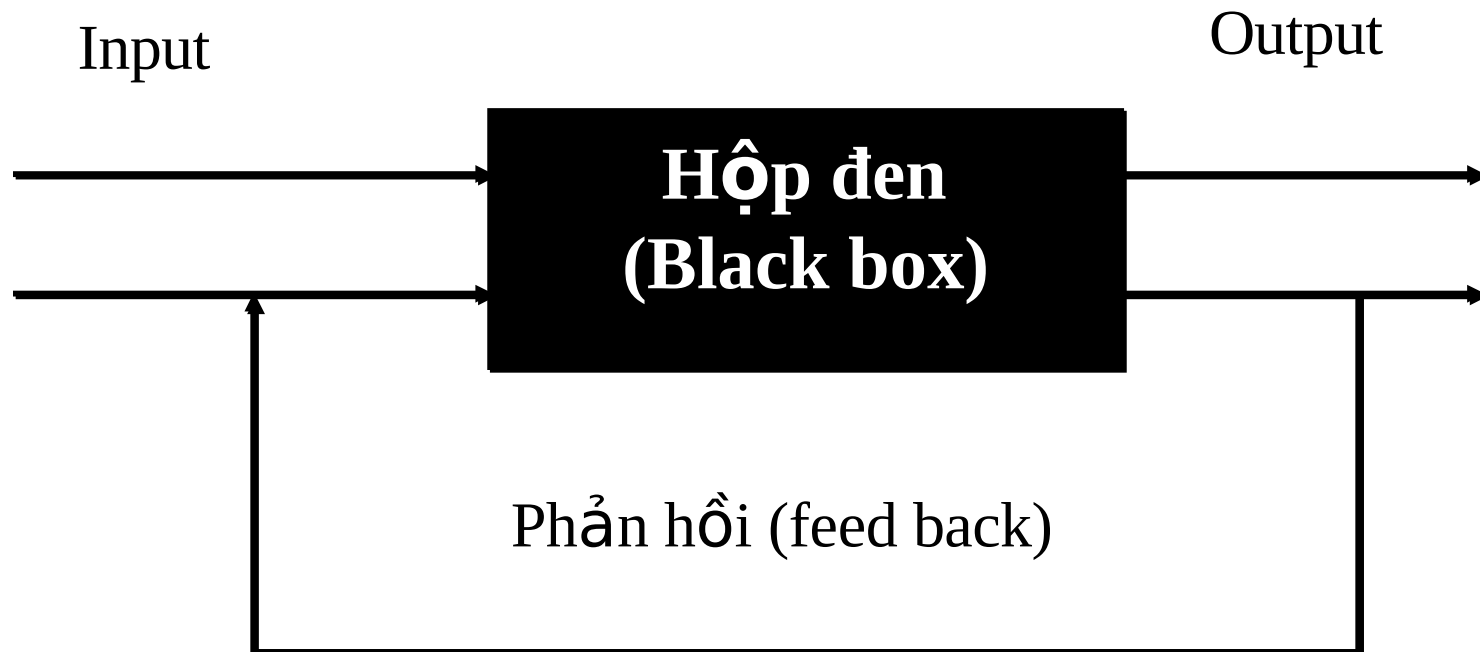 Input
Output
Hộp đen
(Black box)
Phản hồi (feed back)